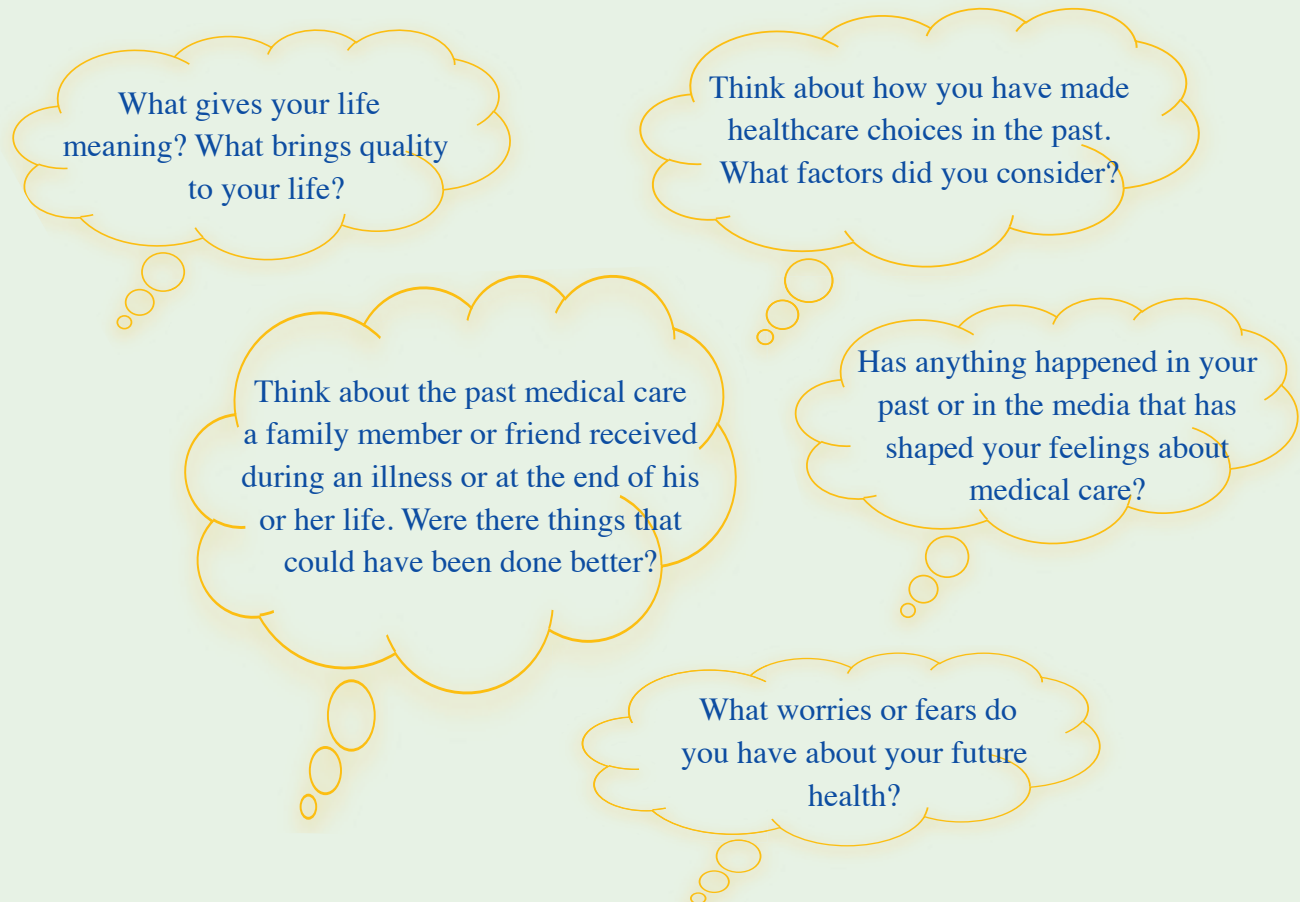 What gives your life
meaning? What brings quality
to your life?
Think about how you have made
healthcare choices in the past.
What factors did you consider?
Think about the past medical care
a family member or friend received
during an illness or at the end of his
or her life. Were there things that
could have been done better?
Has anything happened in your
past or in the media that has
shaped your feelings about
medical care?
What worries or fears do
you have about your future
health?